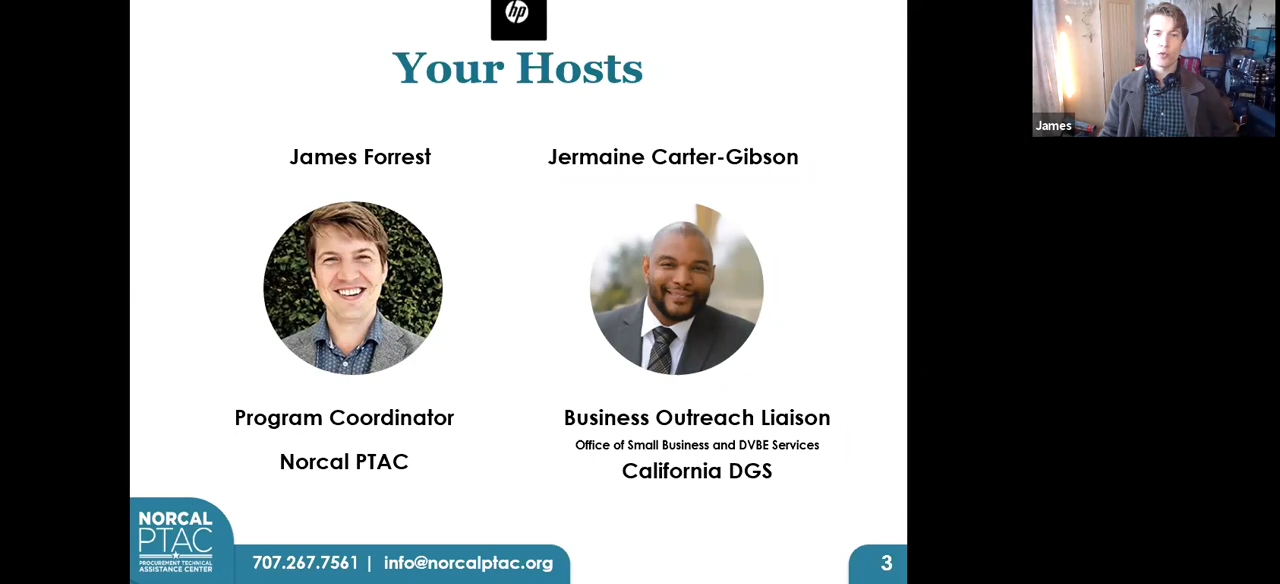 hp
Your Hosts
James
James Forrest
Jermaine Carter-Gibson
Program Coordinator
Norcal PTAC
Business Outreach Liaison
Office of Small Business and DVBE Services
California DGS
NORCAL
PTAC
PROCUREMENT TECHNICAL
ASSISTANCE CENTER
707.267.7561 | info@norcalptac.org
3